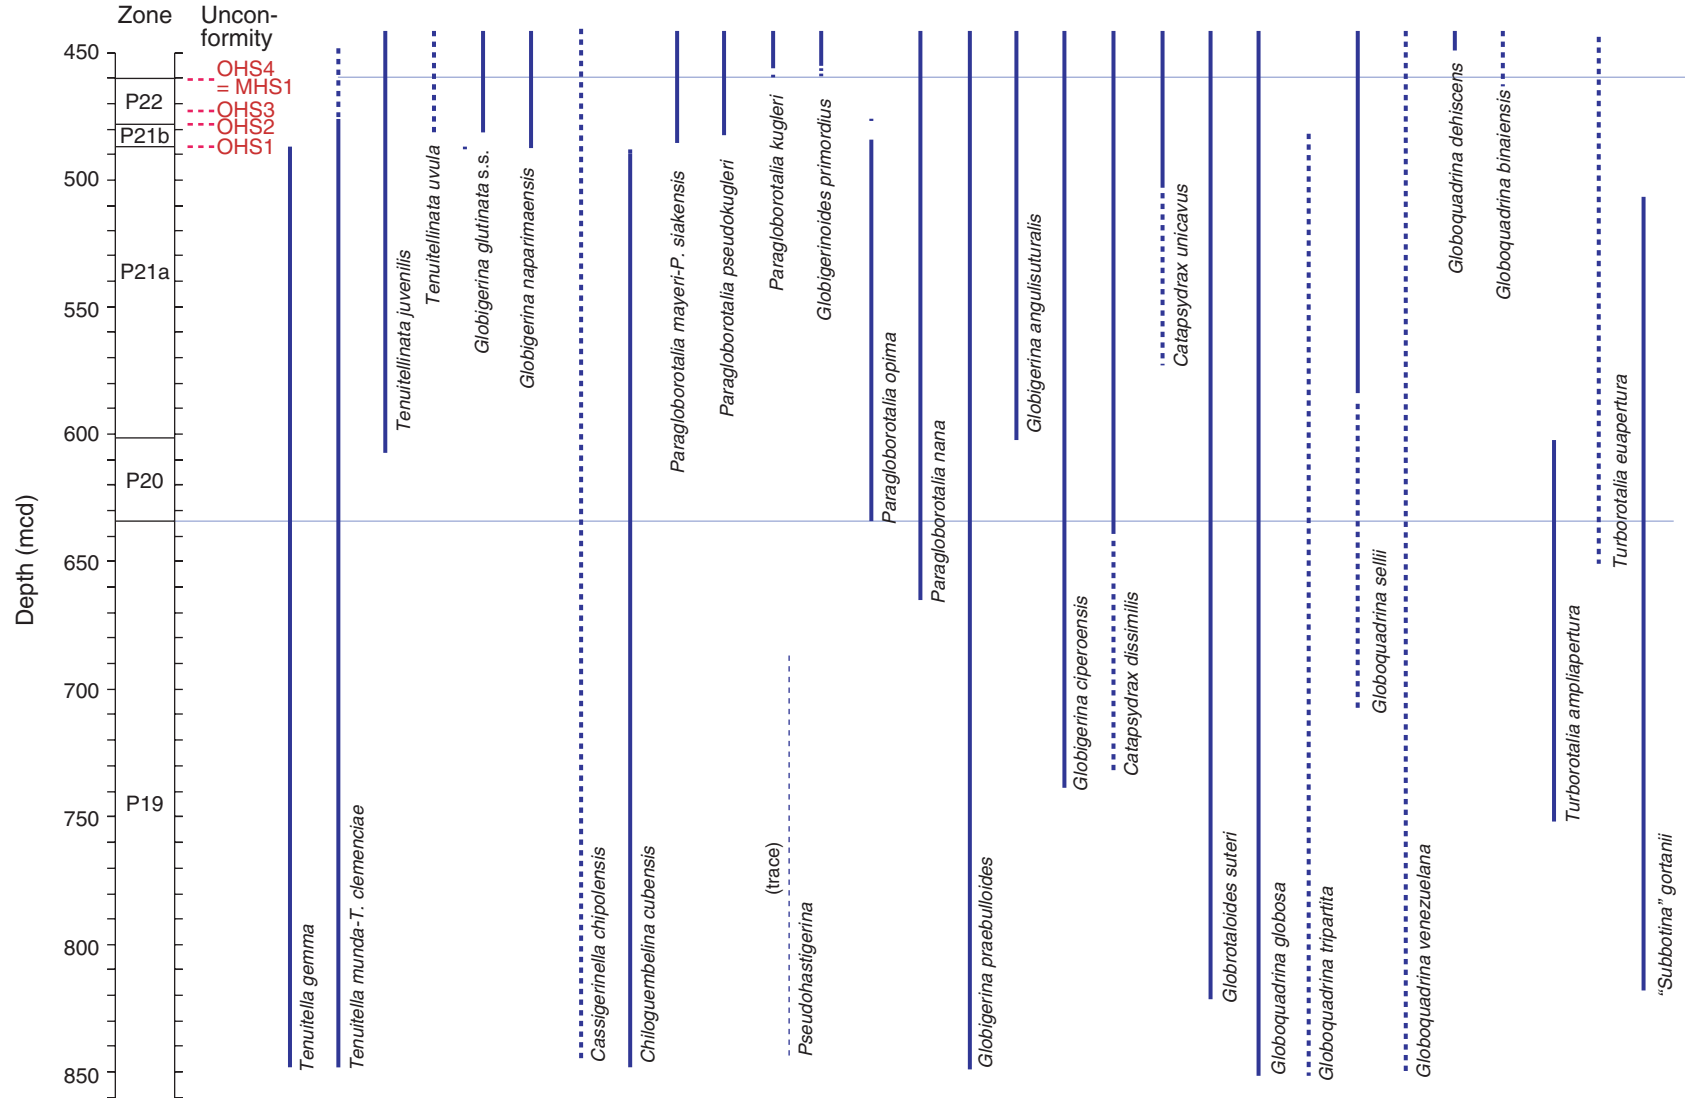 Zone
Uncon-
formity
450
OHS4
= MHS1
P22
OHS3
OHS2
P21b
OHS1
500
P21a
550
600
P20
Depth (mcd)
650
700
P19
750
800
850
Tenuitella gemma
Tenuitella munda-T. clemenciae
Tenuitellinata juvenilis
Tenuitellinata uvula
Globigerina glutinata s.s.
Globigerina naparimaensis
Cassigerinella chipolensis
Chiloguembelina cubensis
Paragloborotalia mayeri-P. siakensis
Paragloborotalia pseudokugleri
Paragloborotalia kugleri
(trace)
Pseudohastigerina
Globigerinoides primordius
Paragloborotalia opima
Paragloborotalia nana
Globigerina praebulloides
Globigerina angulisuturalis
Globigerina ciperoensis
Catapsydrax dissimilis
Catapsydrax unicavus
Globrotaloides suteri
Globoquadrina globosa
Globoquadrina tripartita
Globoquadrina sellii
Globoquadrina venezuelana
Globoquadrina dehiscens
Globoquadrina binaiensis
Turborotalia ampliapertura
Turborotalia euapertura
“Subbotina” gortanii